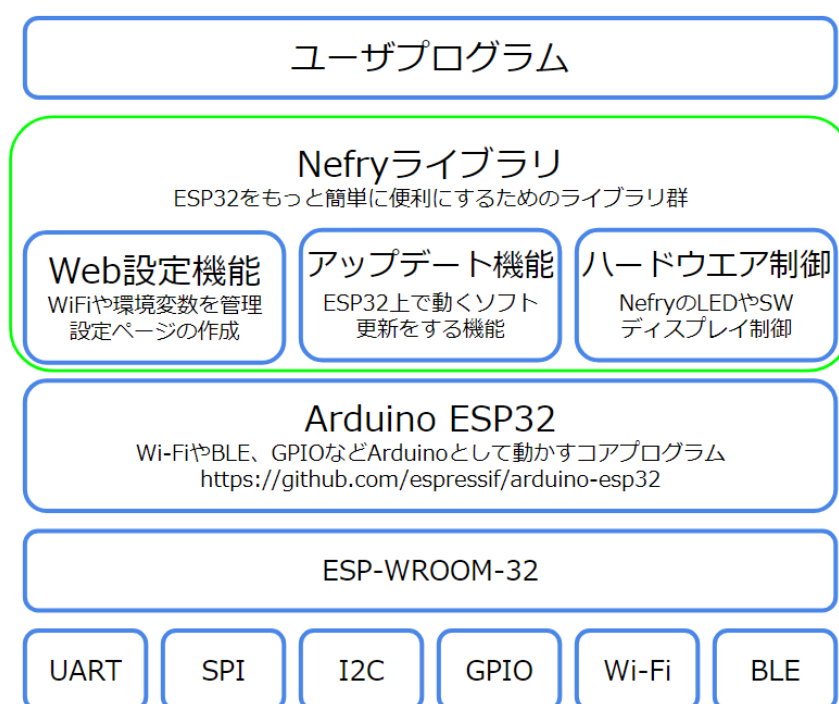 ユーザプログラム
Nefryライブラリ
ESP32をもっと簡単に便利にするためのライブラリ群
Web設定機能
WiFiや環境変数を管理
設定ページの作成
アップデート機能
ESP32上で動くソフト
更新をする機能
ハードウエア制御
NefryのLEDやSW
ディスプレイ制御
Arduino ESP32
Wi-FiやBLE、GPIOなどArduinoとして動かすコアプログラム
https://github.com/espressif/arduino-esp32
ESP-WROOM-32
UART
SPI
I2C
GPIO
Wi-Fi
BLE